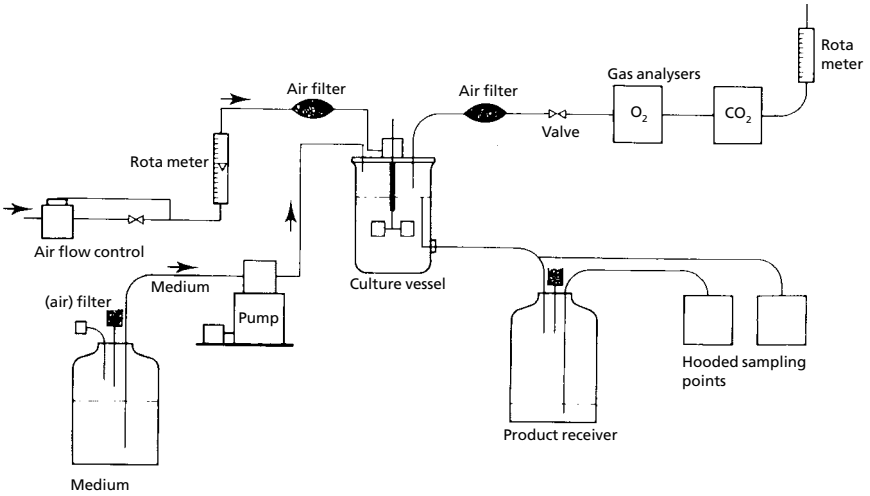 Rota
meter
Gas analysers
Air filter
Air filter
O₂
CO₂
Valve
Rota meter
Air flow control
Medium
Culture vessel
(air) filter
Pump
Hooded sampling
points
Product receiver
Medium